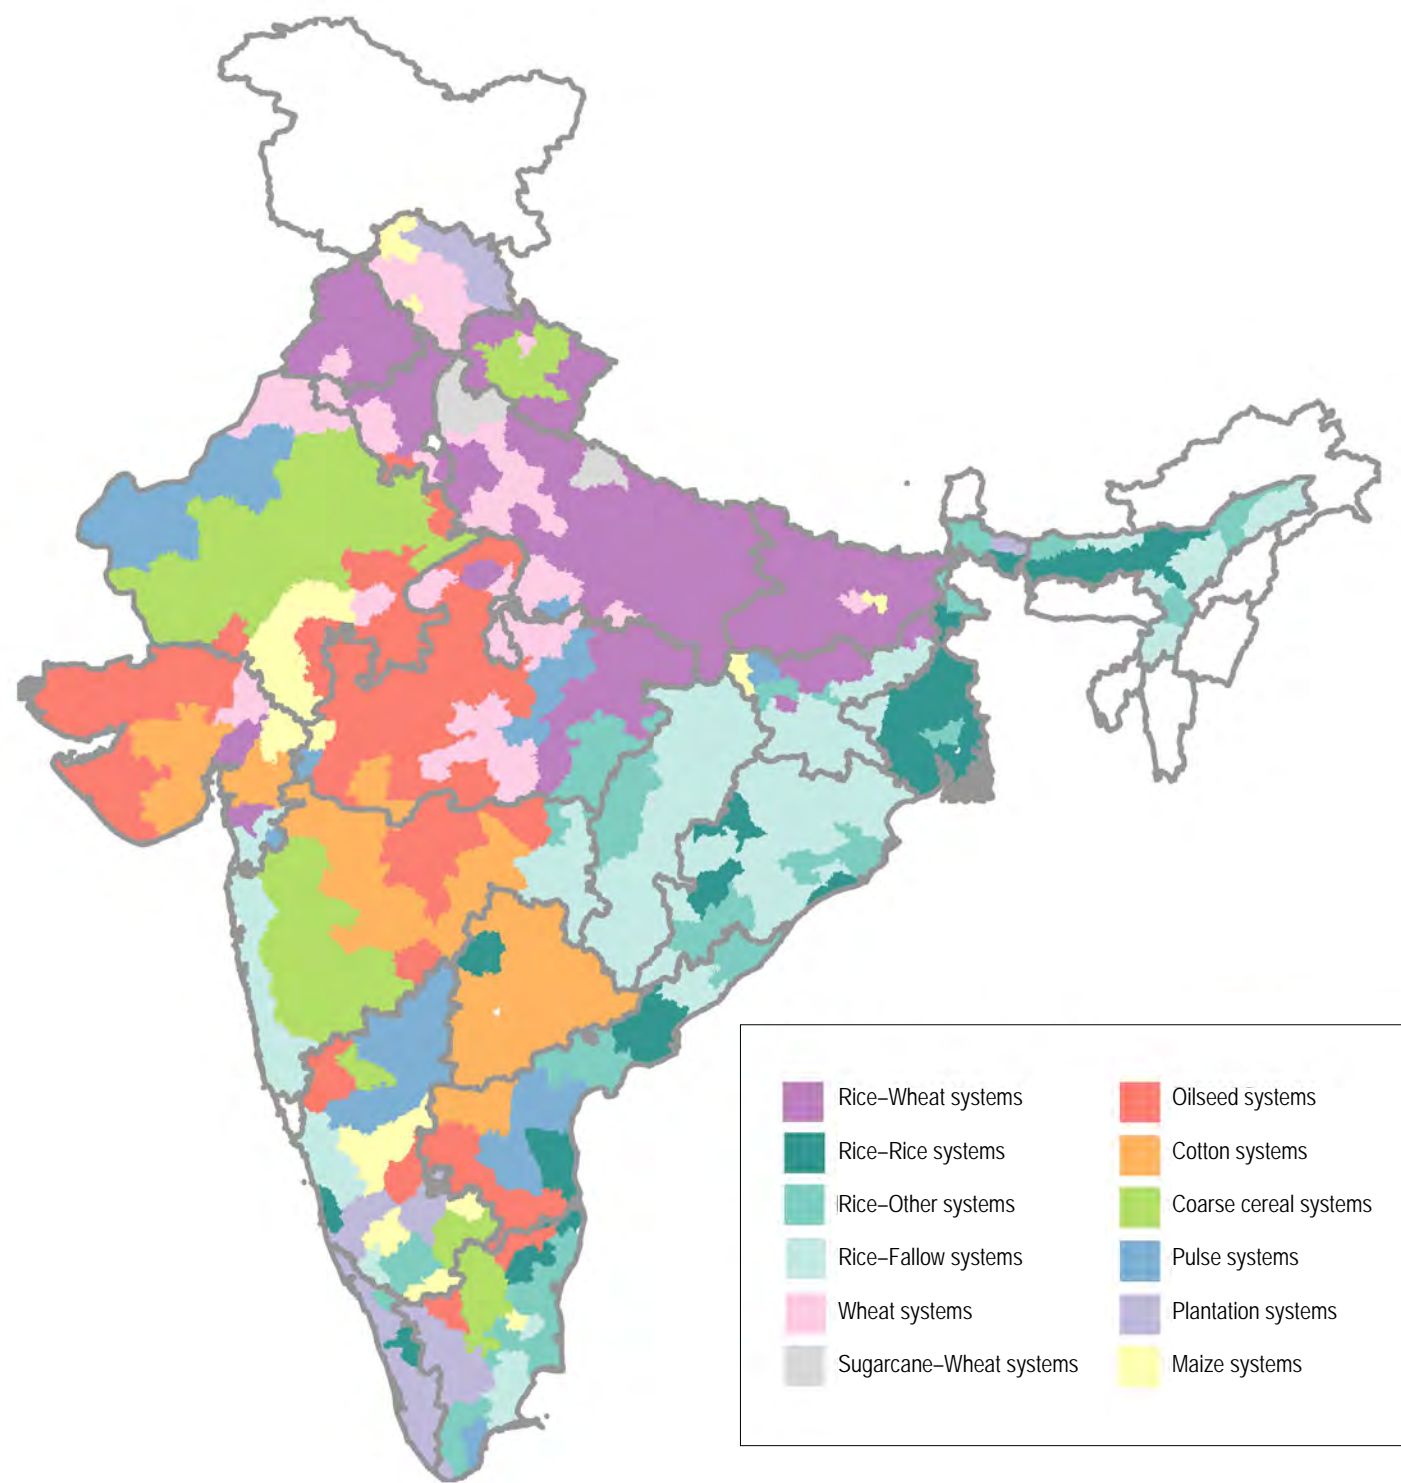 Rice–Wheat systems
Rice–Rice systems
Rice–Other systems
Rice–Fallow systems
Wheat systems
Sugarcane–Wheat systems
Oilseed systems
Cotton systems
Coarse cereal systems
Pulse systems
Plantation systems
Maize systems